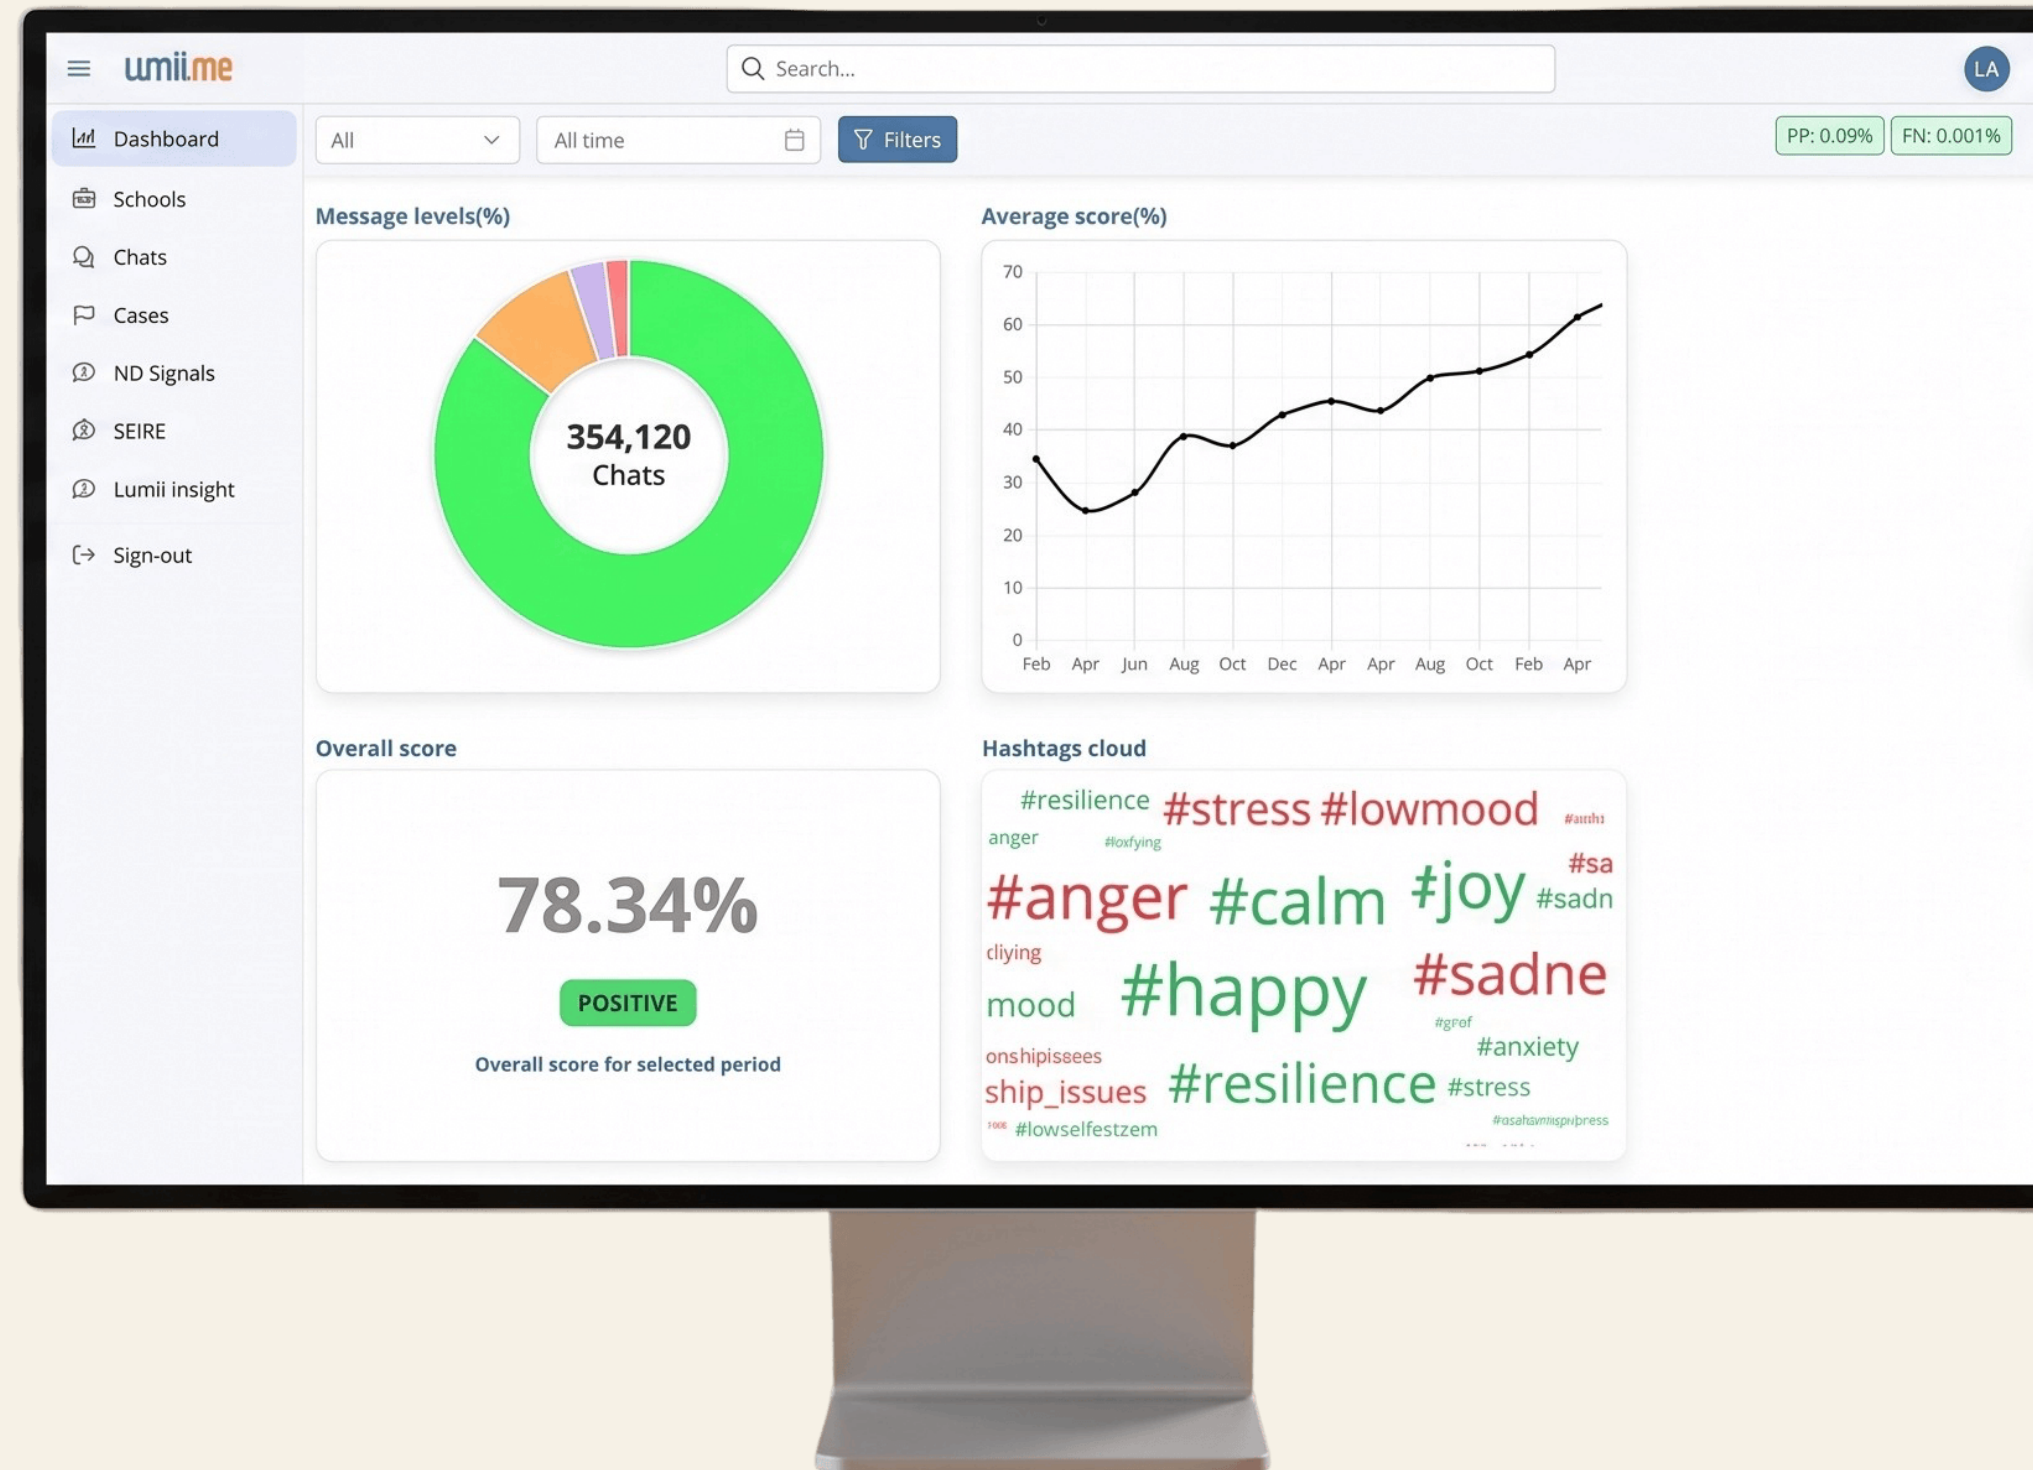 umii.me
Search...
LA
Dashboard
Schools
Chats
Cases
ND Signals
SEIRE
Lumii insight
Sign-out
All
All time
Filters
PP: 0.09%
FN: 0.001%
Message levels(%)
354,120
Chats
Average score(%)
70
60
50
40
30
20
10
0
Feb Apr Jun Aug Oct Dec Apr Apr Aug Oct Feb Apr
Overall score
78.34%
POSITIVE
Overall score for selected period
Hashtags cloud
#resilience #stress #lowmood
anger #loxfying
#sa
#anger #calm #joy #sadn
cliying
#sadne
mood #happy
#grof
#anxiety
onshipissees
ship_issues #resilience #stress
#lowselfestzem